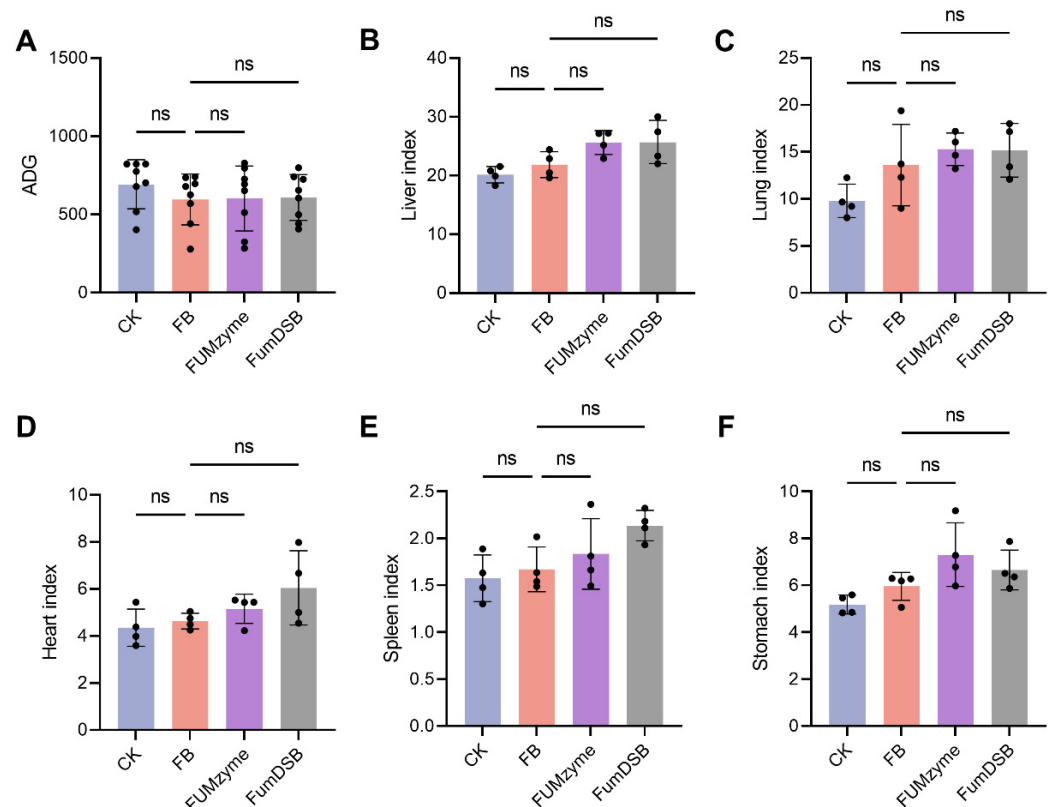 A
ns
ns
ns
ADG
1500
1000
500
0
CK
FB
FUMzyme
FumDSB
B
ns
ns
ns
Liver index
40
30
20
10
0
CK
FB
FUMzyme
FumDSB
C
ns
ns
ns
Lung index
25
20
15
10
5
0
CK
FB
FUMzyme
FumDSB
D
ns
ns
ns
Heart index
10
8
6
4
2
0
CK
FB
FUMzyme
FumDSB
E
ns
ns
ns
Spleen index
2.5
2.0
1.5
1.0
0.5
0.0
CK
FB
FUMzyme
FumDSB
F
ns
ns
ns
Stomach index
10
8
6
4
2
0
CK
FB
FUMzyme
FumDSB